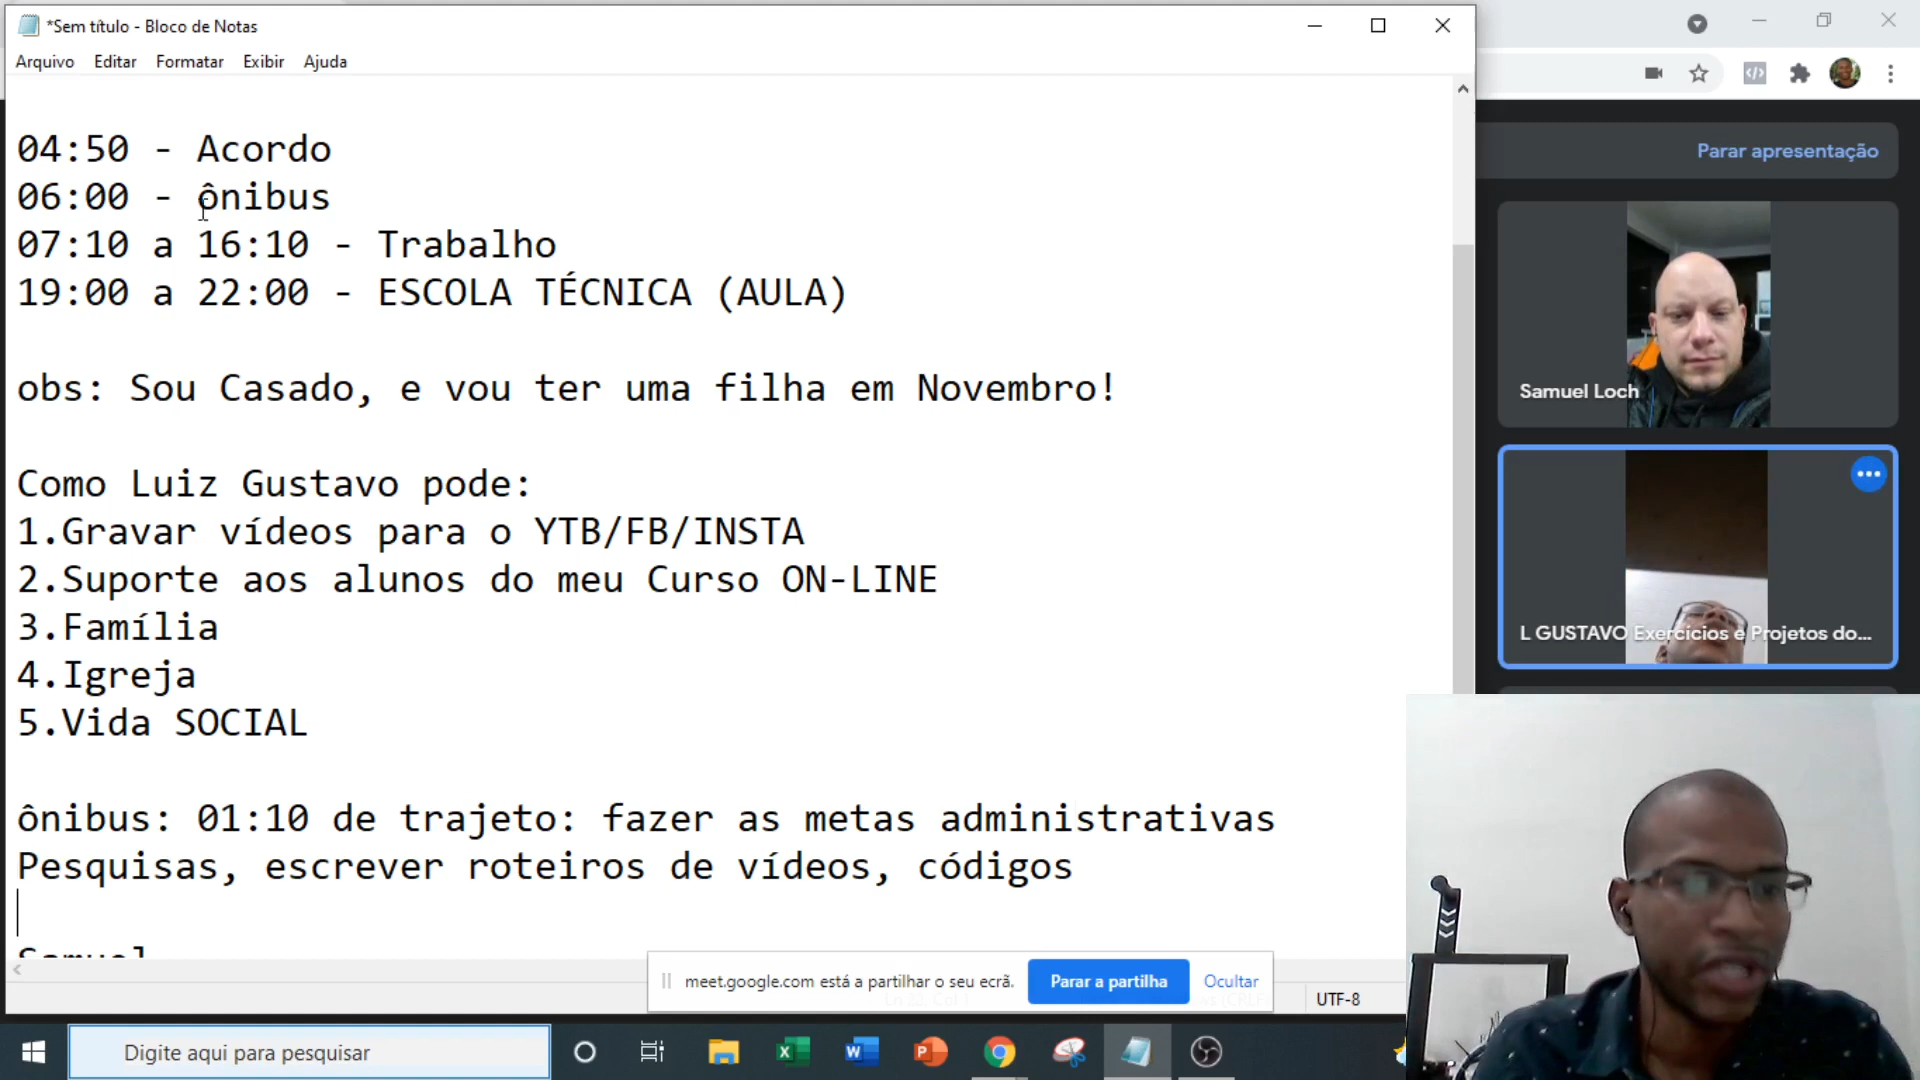 *Sem título - Bloco de Notas
Arquivo Editar Formatar Exibir Ajuda
04:50 - Acordo
06:00 - ônibus
07:10 a 16:10 - Trabalho
19:00 a 22:00 - ESCOLA TÉCNICA (AULA)
obs: Sou Casado, e vou ter uma filha em Novembro!
Como Luiz Gustavo pode:
1.Gravar vídeos para o YTB/FB/INSTA
2.Suporte aos alunos do meu Curso ON-LINE
3.Família
4.Igreja
5.Vida SOCIAL
ônibus: 01:10 de trajeto: fazer as metas administrativas
Pesquisas, escrever roteiros de vídeos, códigos
Samuel
Parar apresentação
Samuel Loch
L GUSTAVO Exercícios e Projetos do...
meet.google.com está a partilhar o seu ecrã.
Parar a partilha
Ocultar
UTF-8
Digite aqui para pesquisar